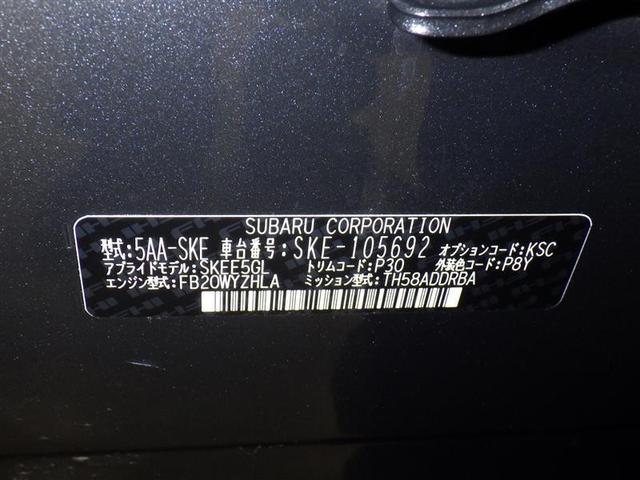 SUBARU CORPORATION
型式:5AA-SKE 車台番号:SKE-105692 オプションコード:KSC
アプライドモデル:SKEE5GL トリムコード:P30 外装色コード:P8Y
エンジン型式:FB20WYZHLA ミッション型式:TH58ADDRBA